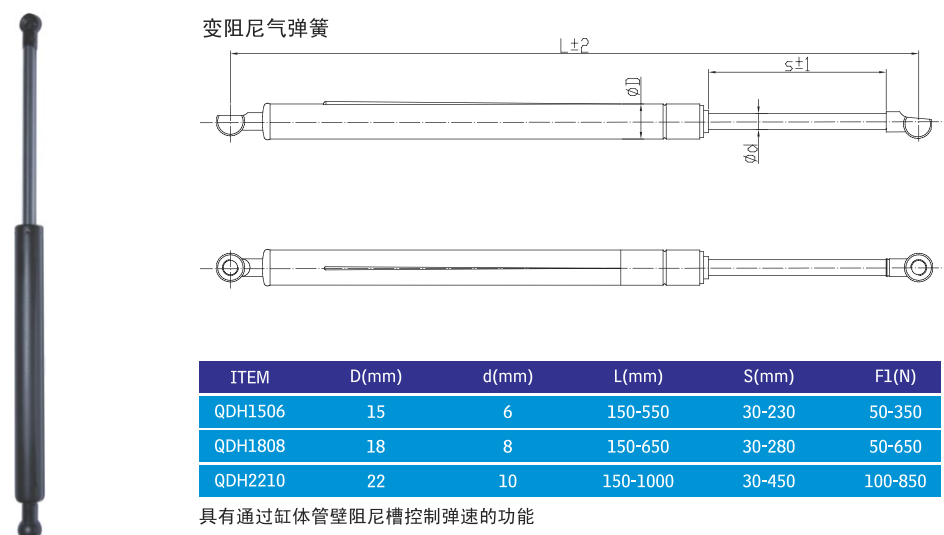 变阻尼气弹簧
L±2
s±1
øD
ød
ITEM D(mm) d(mm) L(mm) S(mm) F1(N)
QDH1506 15 6 150-550 30-230 50-350
QDH1808 18 8 150-650 30-280 50-650
QDH2210 22 10 150-1000 30-450 100-850
具有通过缸体管壁阻尼槽控制弹速的功能